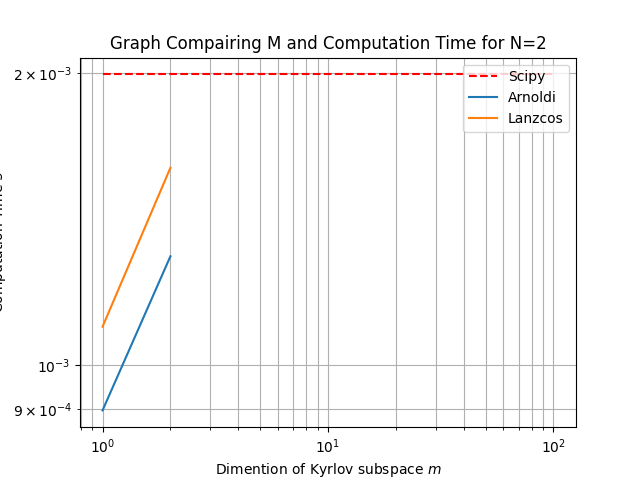 Graph Compairing M and Computation Time for N=2
2 × 10⁻³
10⁻³
9 × 10⁻⁴
Scipy
Arnoldi
Lanzcos
10⁰
10¹
10²
Dimention of Kyrlov subspace m